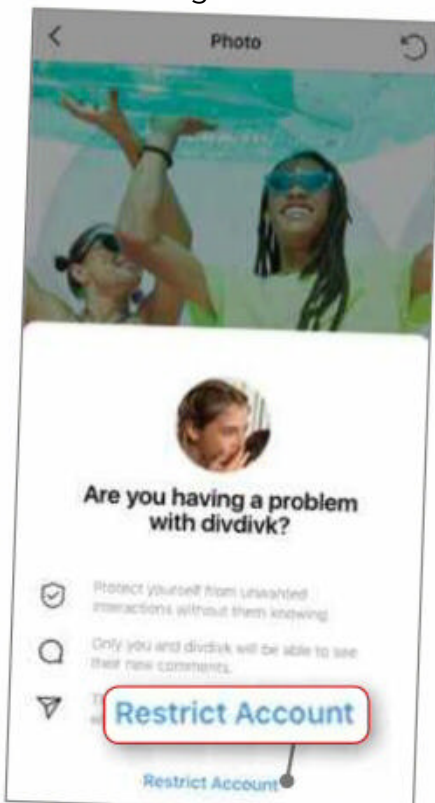 Photo
Are you having a problem
with divdivk?
Protect yourself from unwanted
interactions without them knowing.
Only you and divdivk will be able to see
their new comments.
Restrict Account
Restrict Account